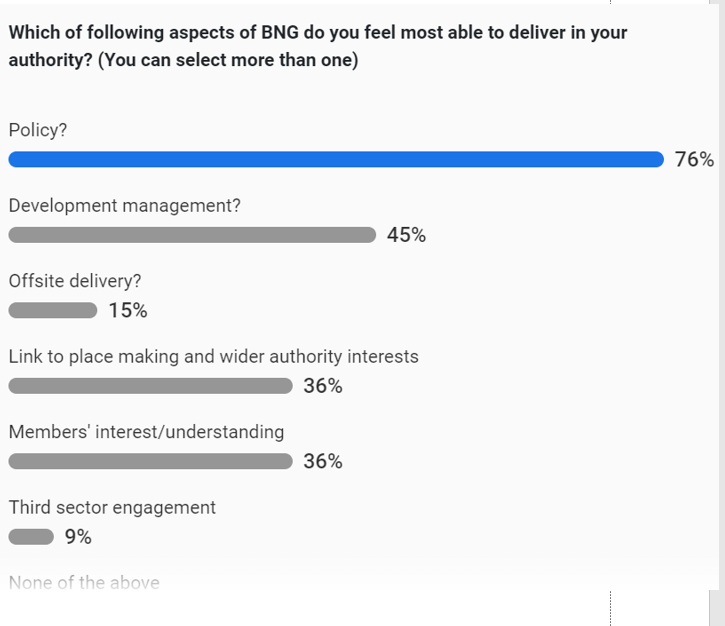 Which of following aspects of BNG do you feel most able to deliver in your
authority? (You can select more than one)
Policy?
76%
Development management?
45%
Offsite delivery?
15%
Link to place making and wider authority interests
36%
Members' interest/understanding
36%
Third sector engagement
9%
None of the above